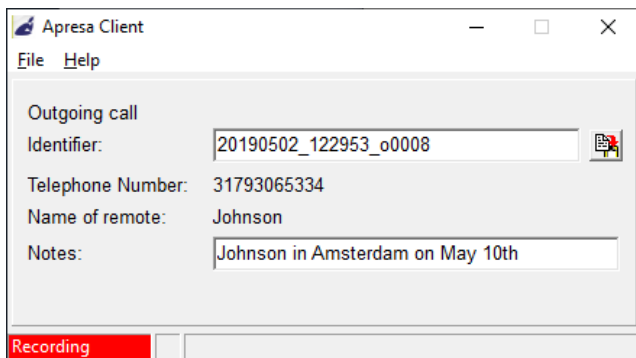 Apresa Client
File Help
Outgoing call
Identifier: 20190502_122953_o0008
Telephone Number: 31793065334
Name of remote: Johnson
Notes: Johnson in Amsterdam on May 10th
Recording